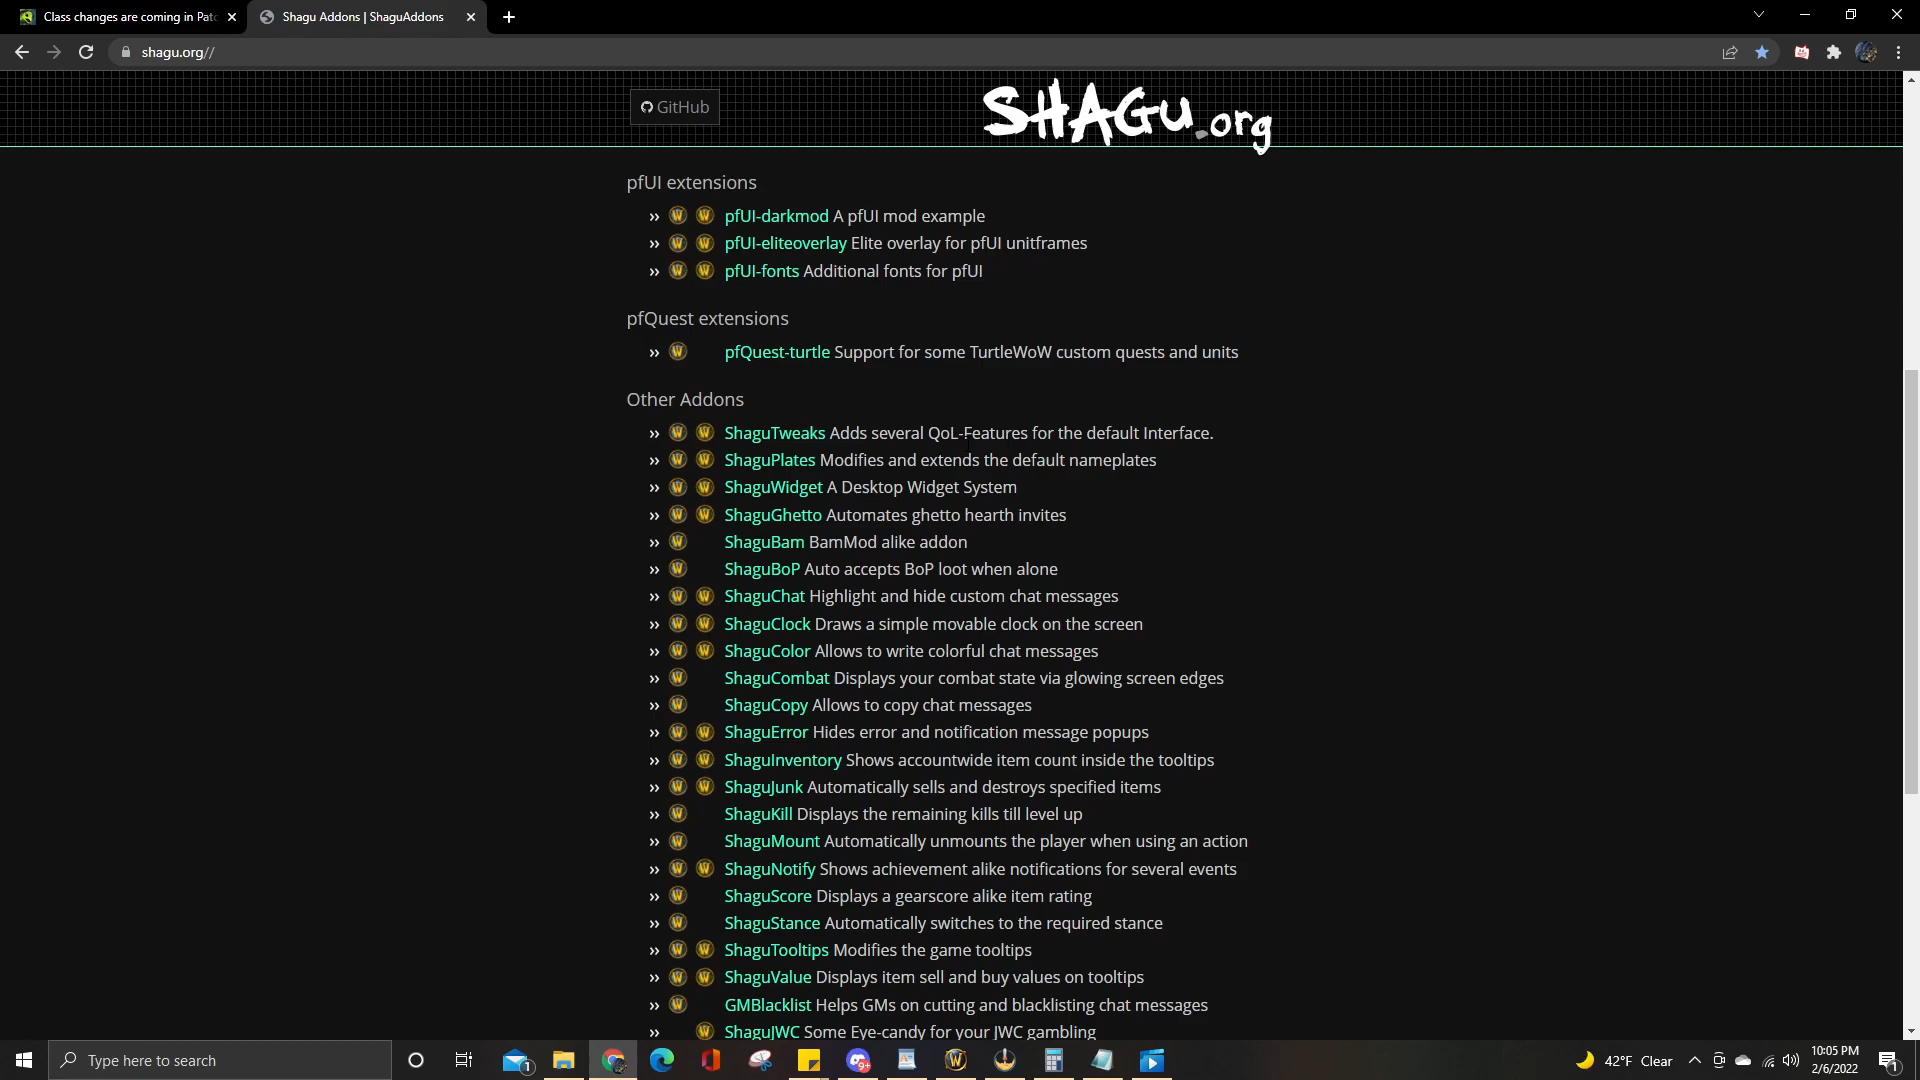 Class changes are coming in Patc
Shagu Addons | ShaguAddons
shagu.org//
GitHub
SHAGU.org
pfUI extensions
» pfUI-darkmod A pfUI mod example
» pfUI-eliteoverlay Elite overlay for pfUI unitframes
» pfUI-fonts Additional fonts for pfUI
pfQuest extensions
» pfQuest-turtle Support for some TurtleWoW custom quests and units
Other Addons
» ShaguTweaks Adds several QoL-Features for the default Interface.
» ShaguPlates Modifies and extends the default nameplates
» ShaguWidget A Desktop Widget System
» ShaguGhetto Automates ghetto hearth invites
» ShaguBam BamMod alike addon
» ShaguBoP Auto accepts BoP loot when alone
» ShaguChat Highlight and hide custom chat messages
» ShaguClock Draws a simple movable clock on the screen
» ShaguColor Allows to write colorful chat messages
» ShaguCombat Displays your combat state via glowing screen edges
» ShaguCopy Allows to copy chat messages
» ShaguError Hides error and notification message popups
» ShaguInventory Shows accountwide item count inside the tooltips
» ShaguJunk Automatically sells and destroys specified items
» ShaguKill Displays the remaining kills till level up
» ShaguMount Automatically unmounts the player when using an action
» ShaguNotify Shows achievement alike notifications for several events
» ShaguScore Displays a gearscore alike item rating
» ShaguStance Automatically switches to the required stance
» ShaguTooltips Modifies the game tooltips
» ShaguValue Displays item sell and buy values on tooltips
» GMBlacklist Helps GMs on cutting and blacklisting chat messages
» ShaguJWC Some Eye-candy for your JWC gambling
Type here to search
1
9+
42°F Clear
10:05 PM
2/6/2022
1